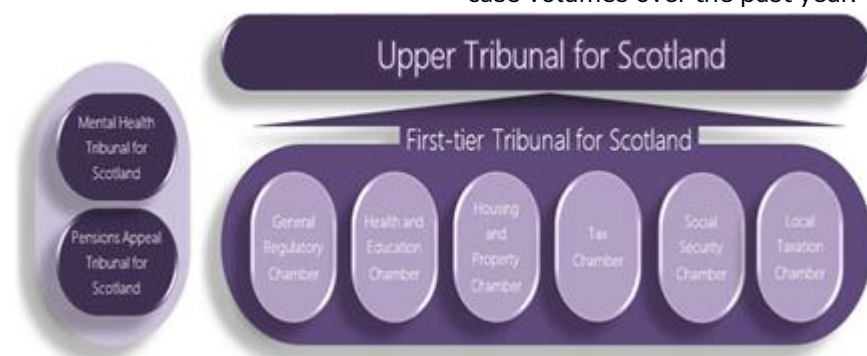 case volumes over the past year.
Upper Tribunal for Scotland
Mental Health
Tribunal for
Scotland
Pensions Appeal
Tribunal for
Scotland
First-tier Tribunal for Scotland
General
Regulatory
Chamber
Health and
Education
Chamber
Housing
and
Property
Chamber
Tax
Chamber
Social
Security
Chamber
Local
Taxation
Chamber